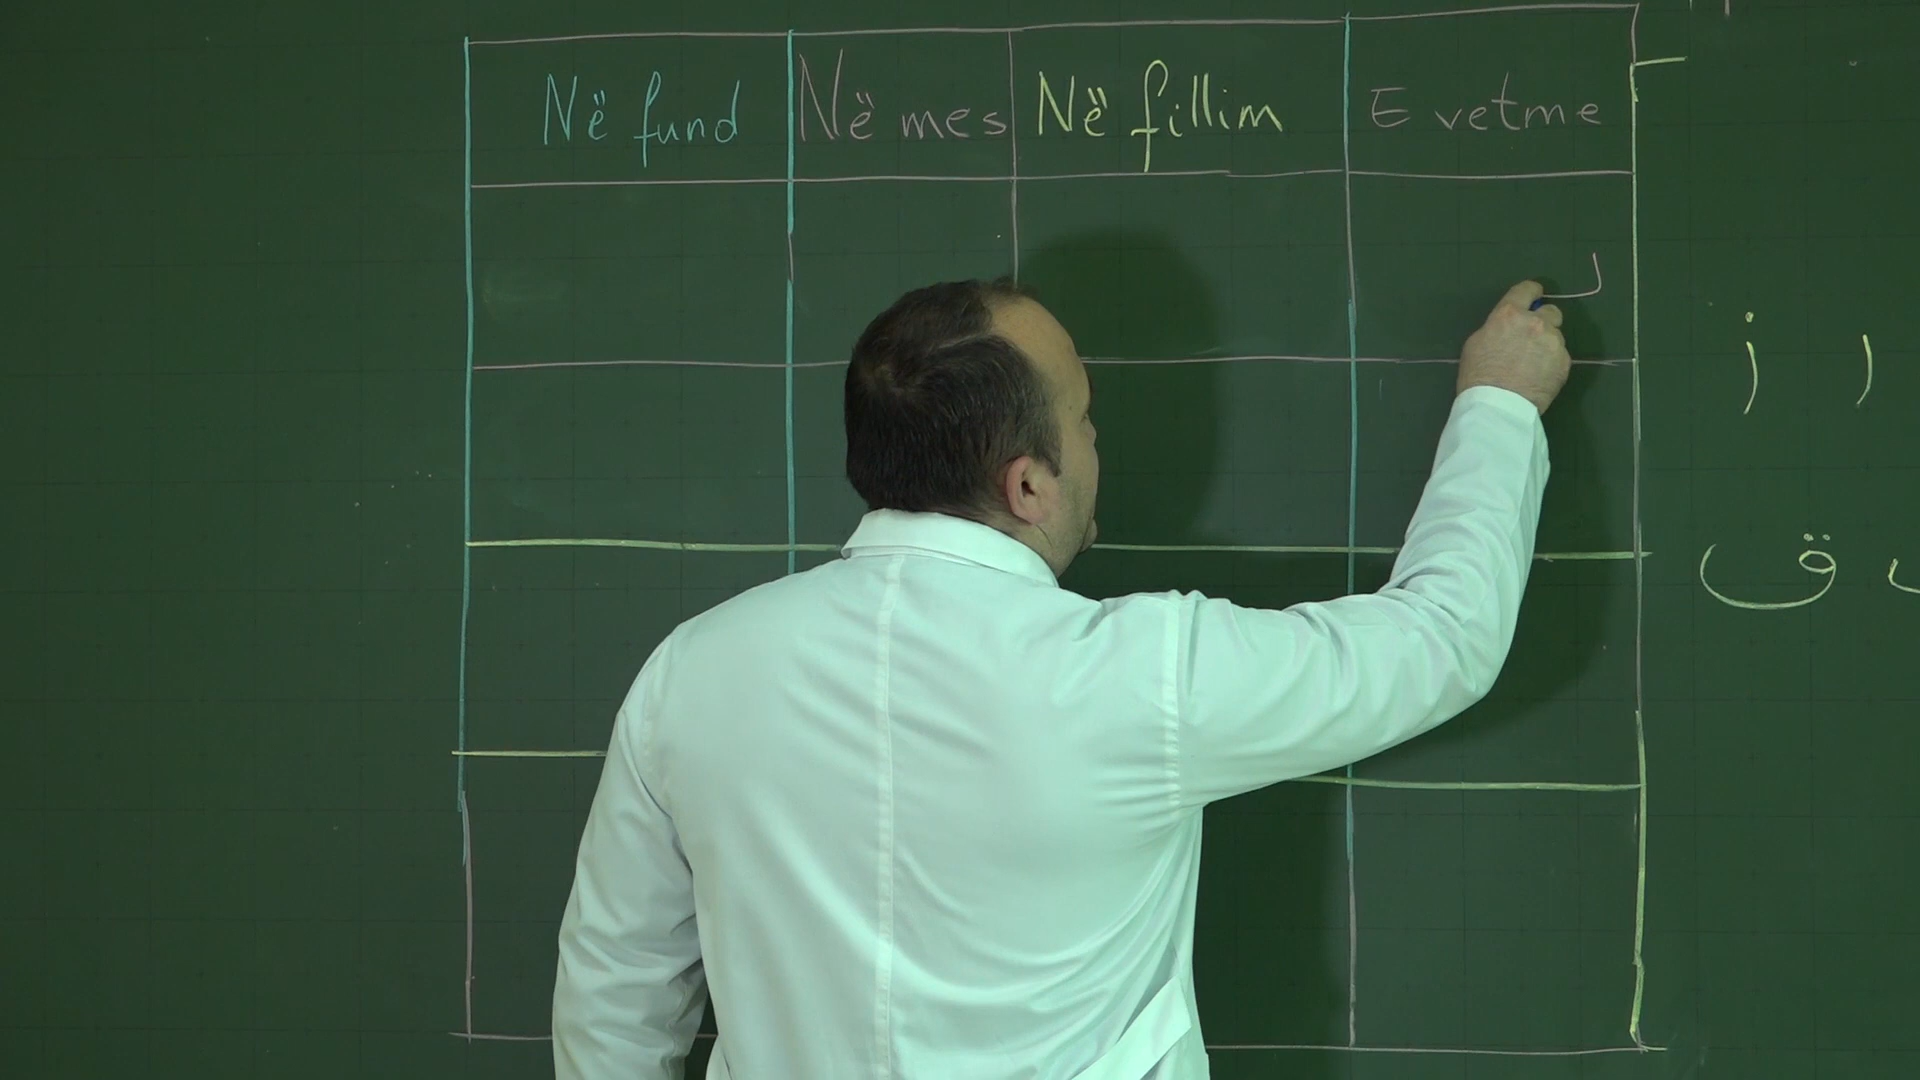 Në fund Në mes Në fillim E vetme
ز ر
ق